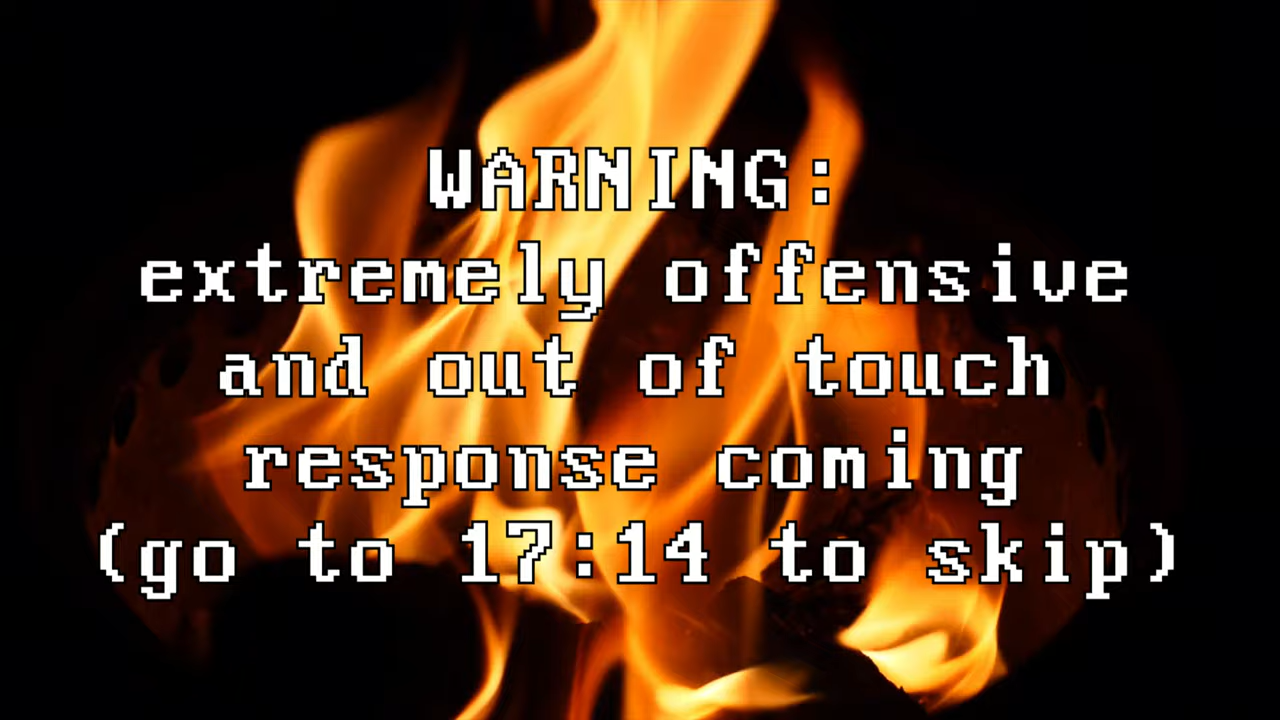 WARNING:
extremely offensive
and out of touch
response coming
(go to 17:14 to skip)